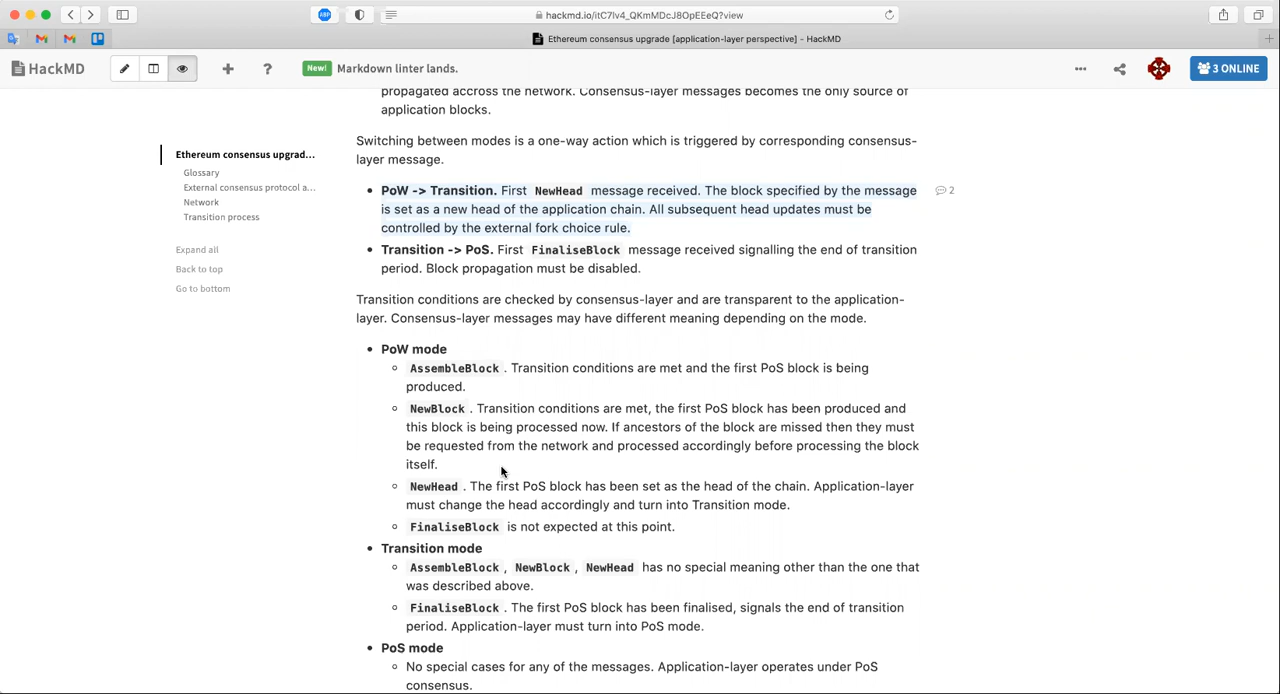 hackmd.io/itC7lv4_QKmMDcJ8OpEEeQ?view
Ethereum consensus upgrade [application-layer perspective] - HackMD
HackMD
New!
Markdown linter lands.
3 ONLINE
Ethereum consensus upgrad...
Glossary
External consensus protocol a...
Network
Transition process
Expand all
Back to top
Go to bottom
propagated accross the network. Consensus-layer messages becomes the only source of
application blocks.
Switching between modes is a one-way action which is triggered by corresponding consensus-
layer message.
PoW -> Transition. First NewHead message received. The block specified by the message
is set as a new head of the application chain. All subsequent head updates must be
controlled by the external fork choice rule.
2
Transition -> PoS. First FinaliseBlock message received signalling the end of transition
period. Block propagation must be disabled.
Transition conditions are checked by consensus-layer and are transparent to the application-
layer. Consensus-layer messages may have different meaning depending on the mode.
PoW mode
AssembleBlock . Transition conditions are met and the first PoS block is being
produced.
NewBlock . Transition conditions are met, the first PoS block has been produced and
this block is being processed now. If ancestors of the block are missed then they must
be requested from the network and processed accordingly before processing the block
itself.
NewHead . The first PoS block has been set as the head of the chain. Application-layer
must change the head accordingly and turn into Transition mode.
FinaliseBlock is not expected at this point.
Transition mode
AssembleBlock , NewBlock , NewHead has no special meaning other than the one that
was described above.
FinaliseBlock . The first PoS block has been finalised, signals the end of transition
period. Application-layer must turn into PoS mode.
PoS mode
No special cases for any of the messages. Application-layer operates under PoS
consensus.